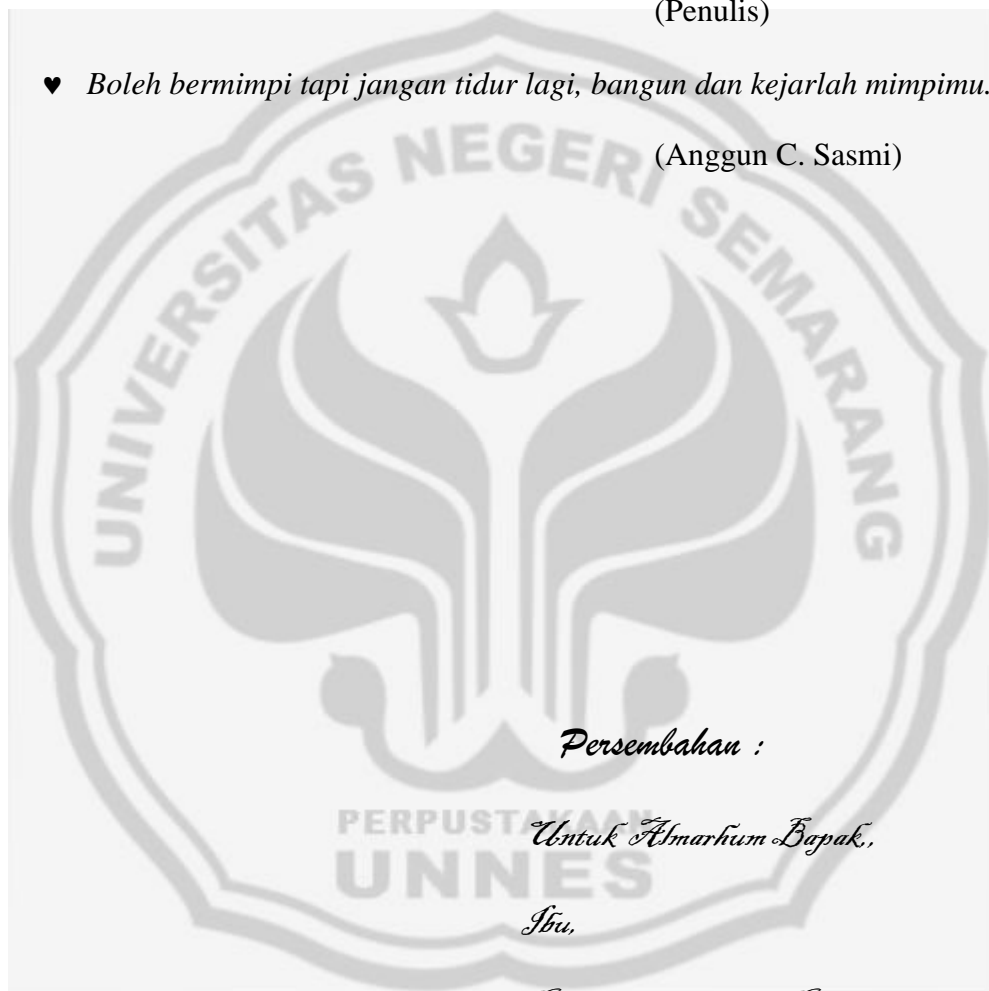 (Penulis)
♥ Boleh bermimpi tapi jangan tidur lagi, bangun dan kejarlah mimpimu.
(Anggun C. Sasmi)
UNIVERSITAS NEGERI SEMARANG
Persembahan :
Untuk Almarhum Bapak,,
PERPUSTAKAAN
UNNES
Ibu,